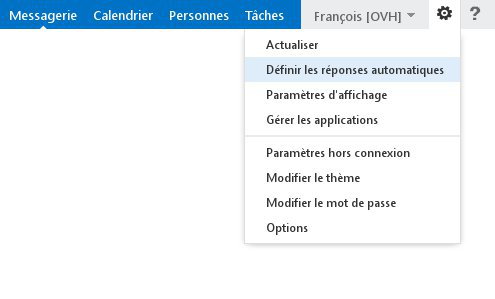 Messagerie Calendrier Personnes Tâches François [OVH] ?
Actualiser
Définir les réponses automatiques
Paramètres d'affichage
Gérer les applications
Paramètres hors connexion
Modifier le thème
Modifier le mot de passe
Options